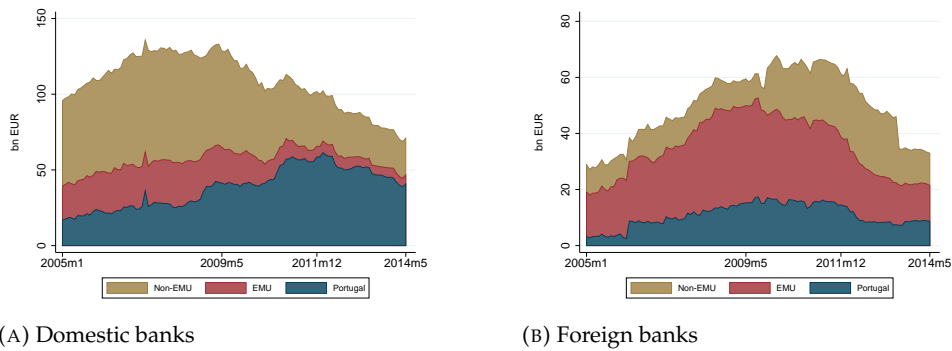 150
100
50
0
bn EUR
2005m1 2009m5 2011m12 2014m5
Non-EMU EMU Portugal
(A) Domestic banks
80
60
40
20
0
bn EUR
2005m1 2009m5 2011m12 2014m5
Non-EMU EMU Portugal
(B) Foreign banks